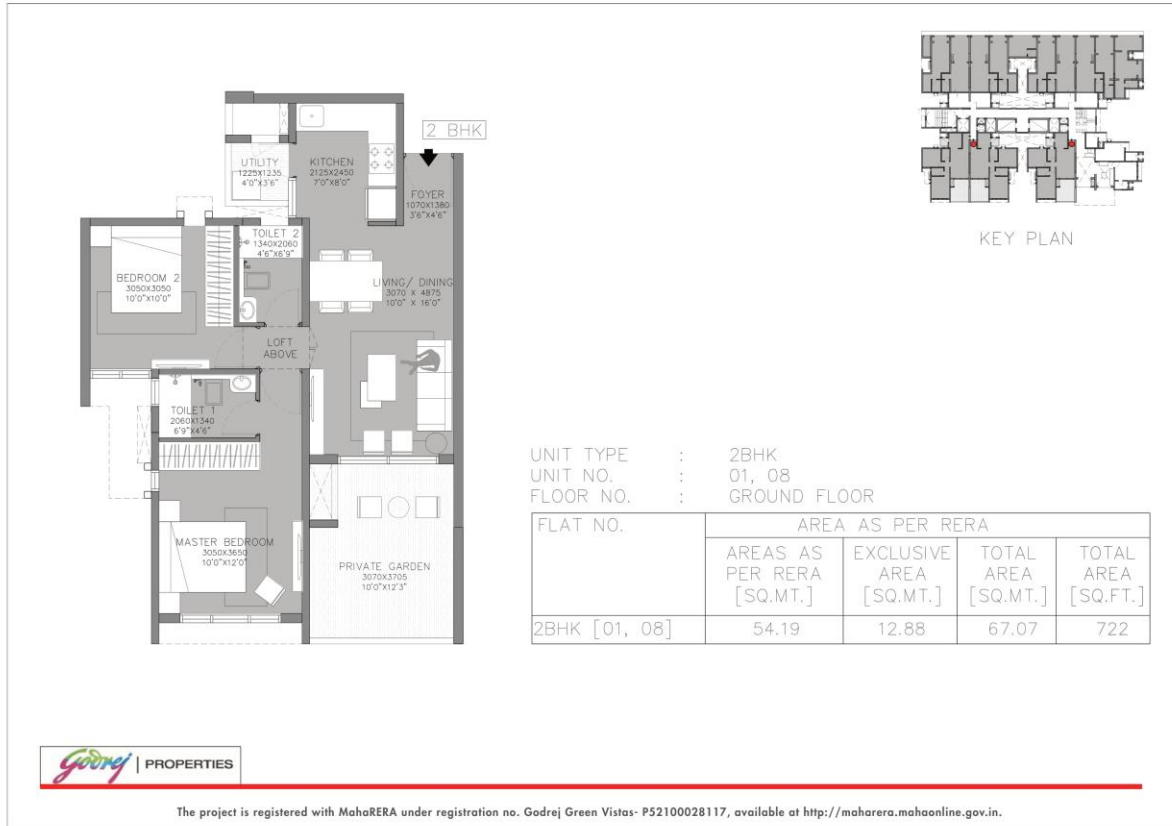 2 BHK
UTILITY
1225X1235
4'0"X3'6"
KITCHEN
2125X2450
7'0"X8'0"
FOYER
1070X1380
3'6"X4'6"
TOILET 2
1340X2060
4'6"X6'9"
BEDROOM 2
3050X3050
10'0"X10'0"
LIVING/ DINING
3070 X 4875
10'0" X 16'0"
LOFT
ABOVE
TOILET 1
2060X1340
6'9"X4'6"
MASTER BEDROOM
3050X3650
10'0"X12'0"
PRIVATE GARDEN
3070X3705
10'0"X12'3"
KEY PLAN
UNIT TYPE : 2BHK
UNIT NO. : 01, 08
FLOOR NO. : GROUND FLOOR
FLAT NO.
AREA AS PER RERA
AREAS AS
PER RERA
[SQ.MT.]
EXCLUSIVE
AREA
[SQ.MT.]
TOTAL
AREA
[SQ.MT.]
TOTAL
AREA
[SQ.FT.]
2BHK [01, 08] 54.19 12.88 67.07 722
Godrej | PROPERTIES
The project is registered with MahaRERA under registration no. Godrej Green Vistas- P52100028117, available at http://maharera.mahaonline.gov.in.